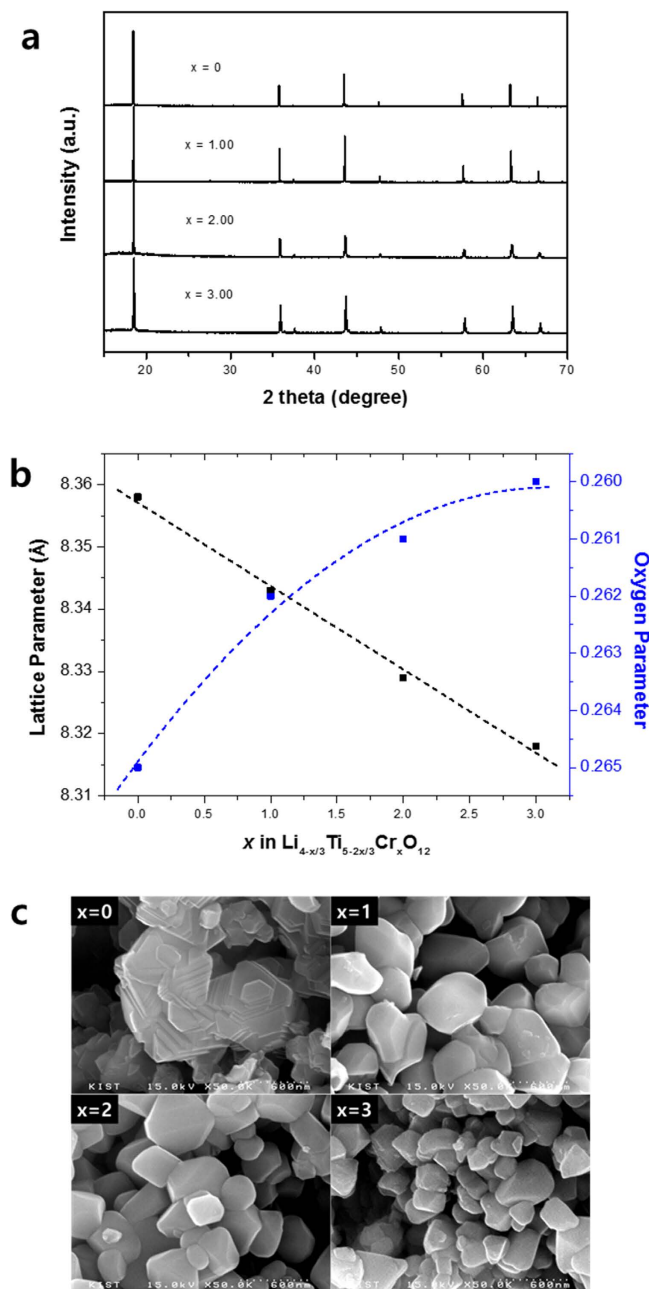 a
Intensity (a.u.)
x = 0
x = 1.00
x = 2.00
x = 3.00
20 30 40 50 60 70
2 theta (degree)
b
Lattice Parameter (Å)
8.36
8.35
8.34
8.33
8.32
8.31
0.260
0.261
0.262
0.263
0.264
0.265
Oxygen Parameter
0.0 0.5 1.0 1.5 2.0 2.5 3.0
x in Li4-x/3Ti5-2x/3CrxO12
c
x=0
KIST 15.0kV X50.0K 600nm
x=1
KIST 15.0kV X50.0K 600nm
x=2
KIST 15.0kV X50.0K 600nm
x=3
KIST 15.0kV X50.0K 600nm